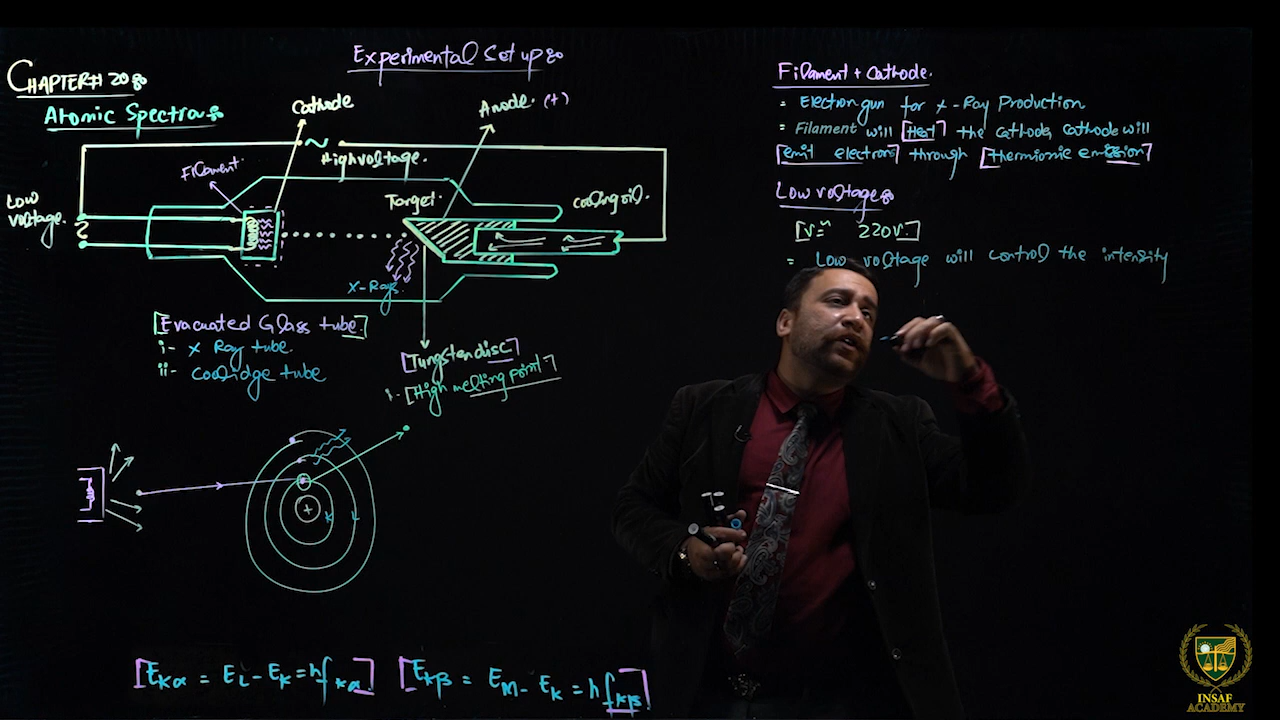 Experimental Set up
CHAPTER# 20
Atomic Spectra
Cathode
Anode. (+)
~
High voltage.
Filament.
Low
voltage.
Target.
cooling oil.
X-Rays
[Evacuated Glass tube.]
i- X Ray tube.
ii- Coolidge tube
[Tungsten disc]
i- [High melting point]
+
K
L
[EKα = EL - EK = hfKα] [EKβ = EM - EK = hfKβ]
Filament + Cathode.
= Electron gun for X-Ray Production
= Filament will [Heat] the cathode, cathode will
[emit electrons] through [thermionic emission]
Low voltage
[V=~ 220V.]
= Low voltage will control the intensity
INSAF
ACADEMY